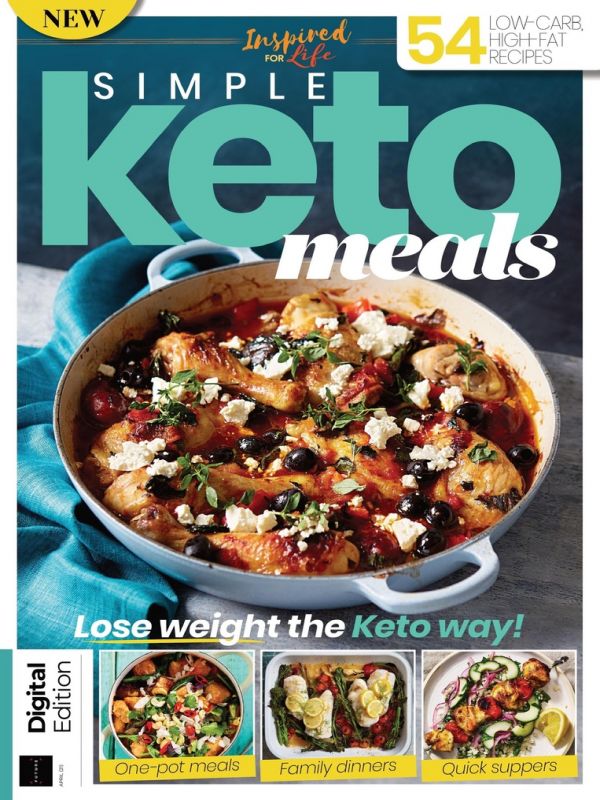 NEW
Inspired
FOR Life
54 LOW-CARB,
HIGH-FAT
RECIPES
SIMPLE
keto
meals
Lose weight the Keto way!
Digital
Edition
FUTURE
One-pot meals
Family dinners
Quick suppers